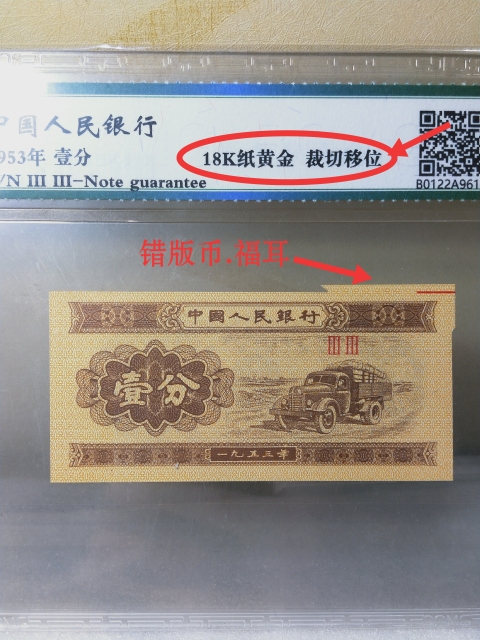 中国人民银行
953年 壹分
18K纸黄金 裁切移位
/N III III-Note guarantee
B0122A961
错版币.福耳
中國人民銀行
III III
壹分
一九五三年